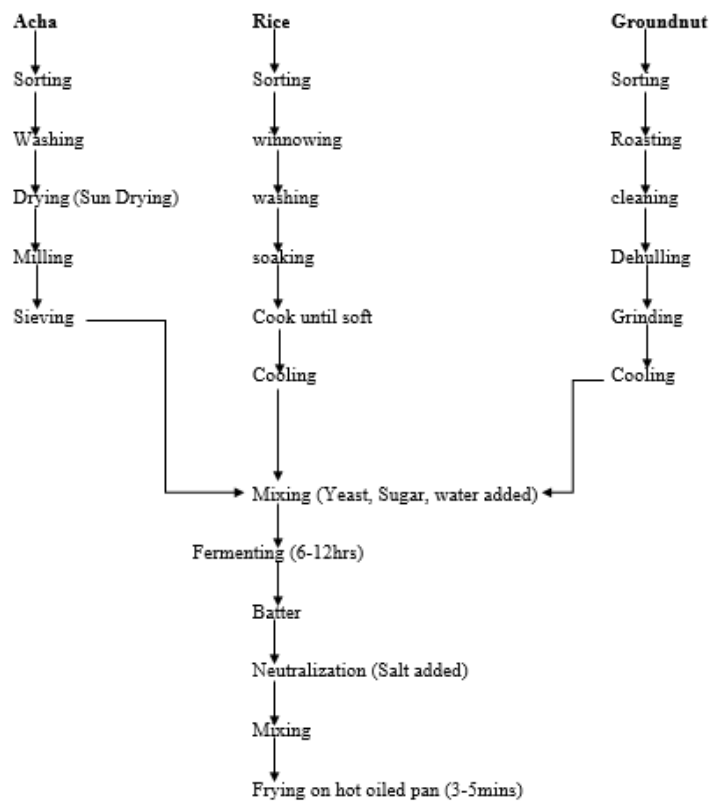 Acha Rice Groundnut
Sorting Sorting Sorting
Washing winnowing Roasting
Drying (Sun Drying) washing cleaning
Milling soaking Dehulling
Sieving Cook until soft Grinding
Cooling Cooling
Mixing (Yeast, Sugar, water added)
Fermenting (6-12hrs)
Batter
Neutralization (Salt added)
Mixing
Frying on hot oiled pan (3-5mins)